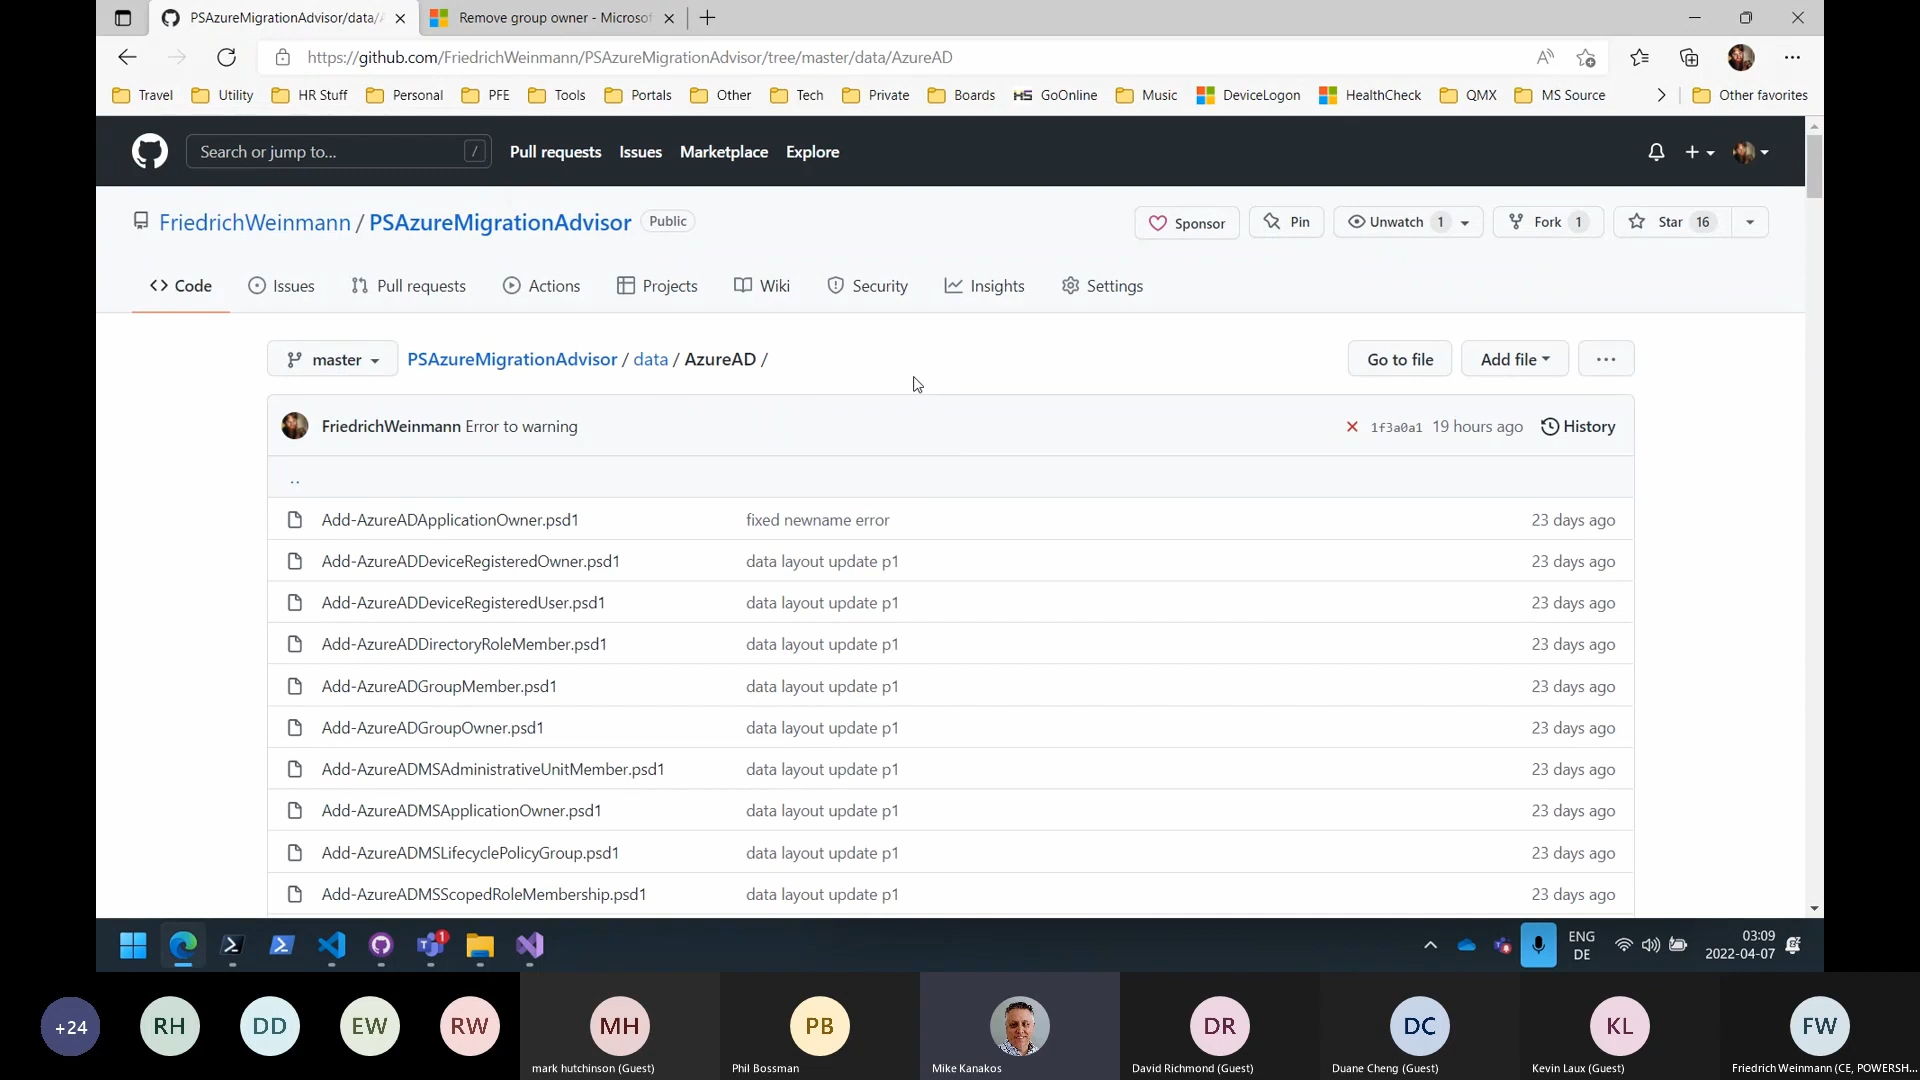 PSAzureMigrationAdvisor/data/A
Remove group owner - Microsof
https://github.com/FriedrichWeinmann/PSAzureMigrationAdvisor/tree/master/data/AzureAD
Travel Utility HR Stuff Personal PFE Tools Portals Other Tech Private Boards HS GoOnline Music DeviceLogon HealthCheck QMX MS Source Other favorites
Search or jump to... / Pull requests Issues Marketplace Explore
FriedrichWeinmann / PSAzureMigrationAdvisor Public Sponsor Pin Unwatch 1 Fork 1 Star 16
Code Issues Pull requests Actions Projects Wiki Security Insights Settings
master PSAzureMigrationAdvisor / data / AzureAD / Go to file Add file ...
FriedrichWeinmann Error to warning 1f3a0a1 19 hours ago History
..
Add-AzureADApplicationOwner.psd1 fixed newname error 23 days ago
Add-AzureADDeviceRegisteredOwner.psd1 data layout update p1 23 days ago
Add-AzureADDeviceRegisteredUser.psd1 data layout update p1 23 days ago
Add-AzureADDirectoryRoleMember.psd1 data layout update p1 23 days ago
Add-AzureADGroupMember.psd1 data layout update p1 23 days ago
Add-AzureADGroupOwner.psd1 data layout update p1 23 days ago
Add-AzureADMSAdministrativeUnitMember.psd1 data layout update p1 23 days ago
Add-AzureADMSApplicationOwner.psd1 data layout update p1 23 days ago
Add-AzureADMSLifecyclePolicyGroup.psd1 data layout update p1 23 days ago
Add-AzureADMSScopedRoleMembership.psd1 data layout update p1 23 days ago
1
ENG
DE
03:09
2022-04-07
+24 RH DD EW RW MH PB DR DC KL FW
mark hutchinson (Guest) Phil Bossman Mike Kanakos David Richmond (Guest) Duane Cheng (Guest) Kevin Laux (Guest) Friedrich Weinmann (CE, POWERSH...